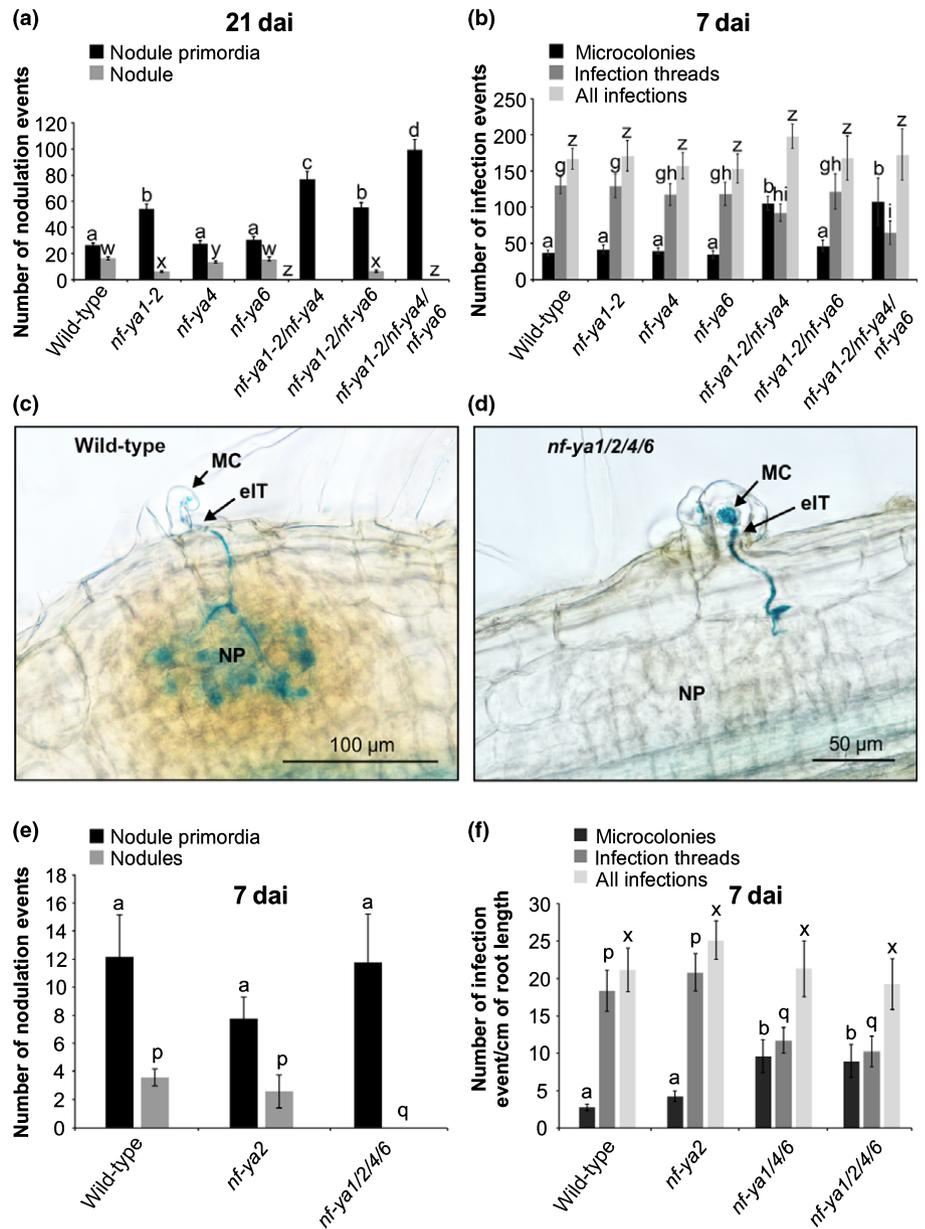 (a)
21 dai
Nodule primordia
Nodule
Number of nodulation events
120
100
80
60
40
20
0
a
w
b
x
a
y
a
w
c
z
b
x
d
z
Wild-type
nf-ya1-2
nf-ya4
nf-ya6
nf-ya1-2/nf-ya4
nf-ya1-2/nf-ya6
nf-ya1-2/nf-ya4/
nf-ya6
(b)
7 dai
Microcolonies
Infection threads
All infections
Number of infection events
250
200
150
100
50
0
a
g
z
a
g
z
a
gh
z
a
gh
z
b
hi
z
a
gh
z
b
i
z
Wild-type
nf-ya1-2
nf-ya4
nf-ya6
nf-ya1-2/nf-ya4
nf-ya1-2/nf-ya6
nf-ya1-2/nf-ya4/
nf-ya6
(c)
Wild-type
MC
eIT
NP
100 µm
(d)
nf-ya1/2/4/6
MC
eIT
NP
50 µm
(e)
Nodule primordia
Nodules
7 dai
Number of nodulation events
18
16
14
12
10
8
6
4
2
0
a
p
a
p
a
q
Wild-type
nf-ya2
nf-ya1/2/4/6
(f)
Microcolonies
Infection threads
All infections
7 dai
Number of infection
event/cm of root length
30
25
20
15
10
5
0
a
p
x
a
p
x
b
q
x
b
q
x
Wild-type
nf-ya2
nf-ya1/4/6
nf-ya1/2/4/6